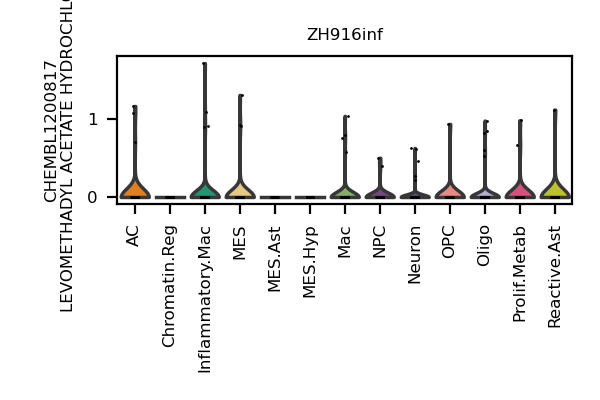 ZH916inf
CHEMBL1200817
LEVOMETHADYL ACETATE
1
0
AC
Chromatin.Reg
Inflammatory.Mac
MES
MES.Ast
MES.Hyp
Mac
NPC
Neuron
OPC
Oligo
Prolif.Metab
Reactive.Ast